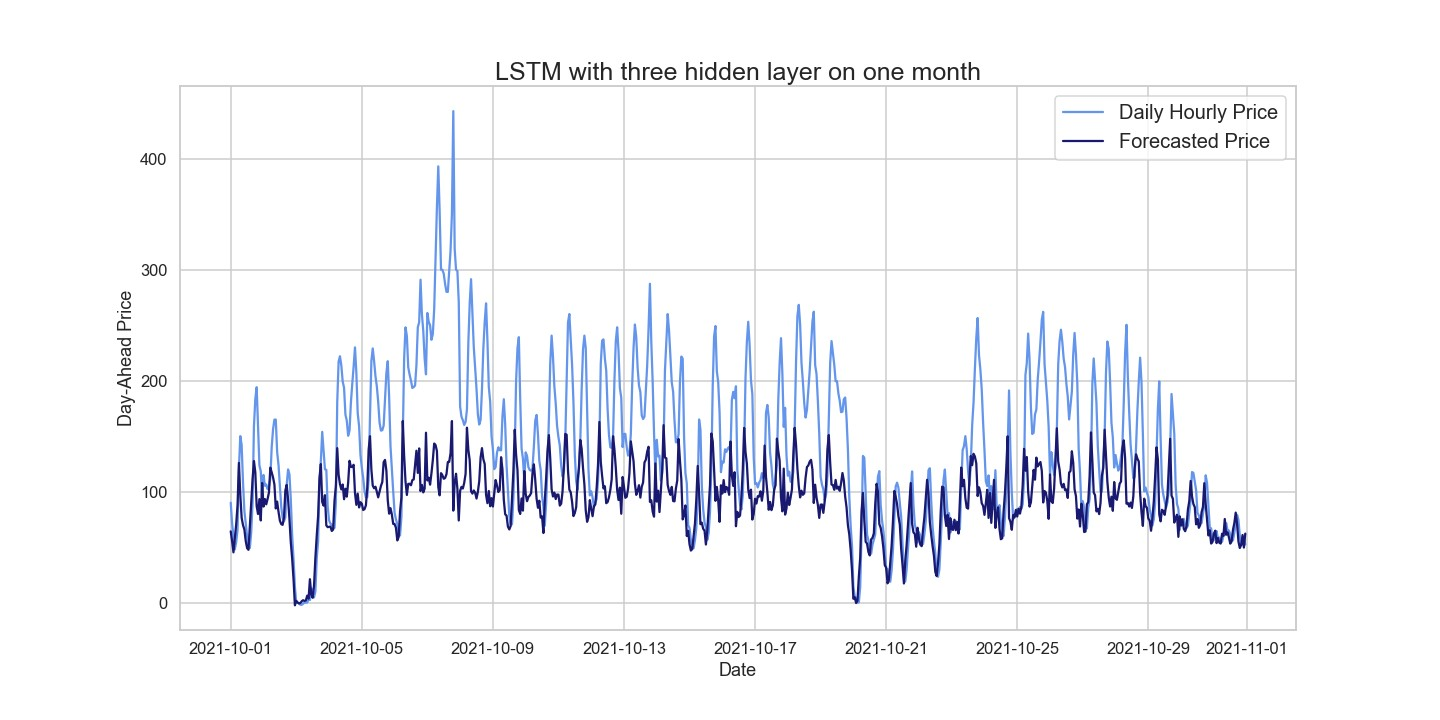 LSTM with three hidden layer on one month
Daily Hourly Price
Forecasted Price
400
300
200
100
0
Day-Ahead Price
2021-10-01 2021-10-05 2021-10-09 2021-10-13 2021-10-17 2021-10-21 2021-10-25 2021-10-29 2021-11-01
Date